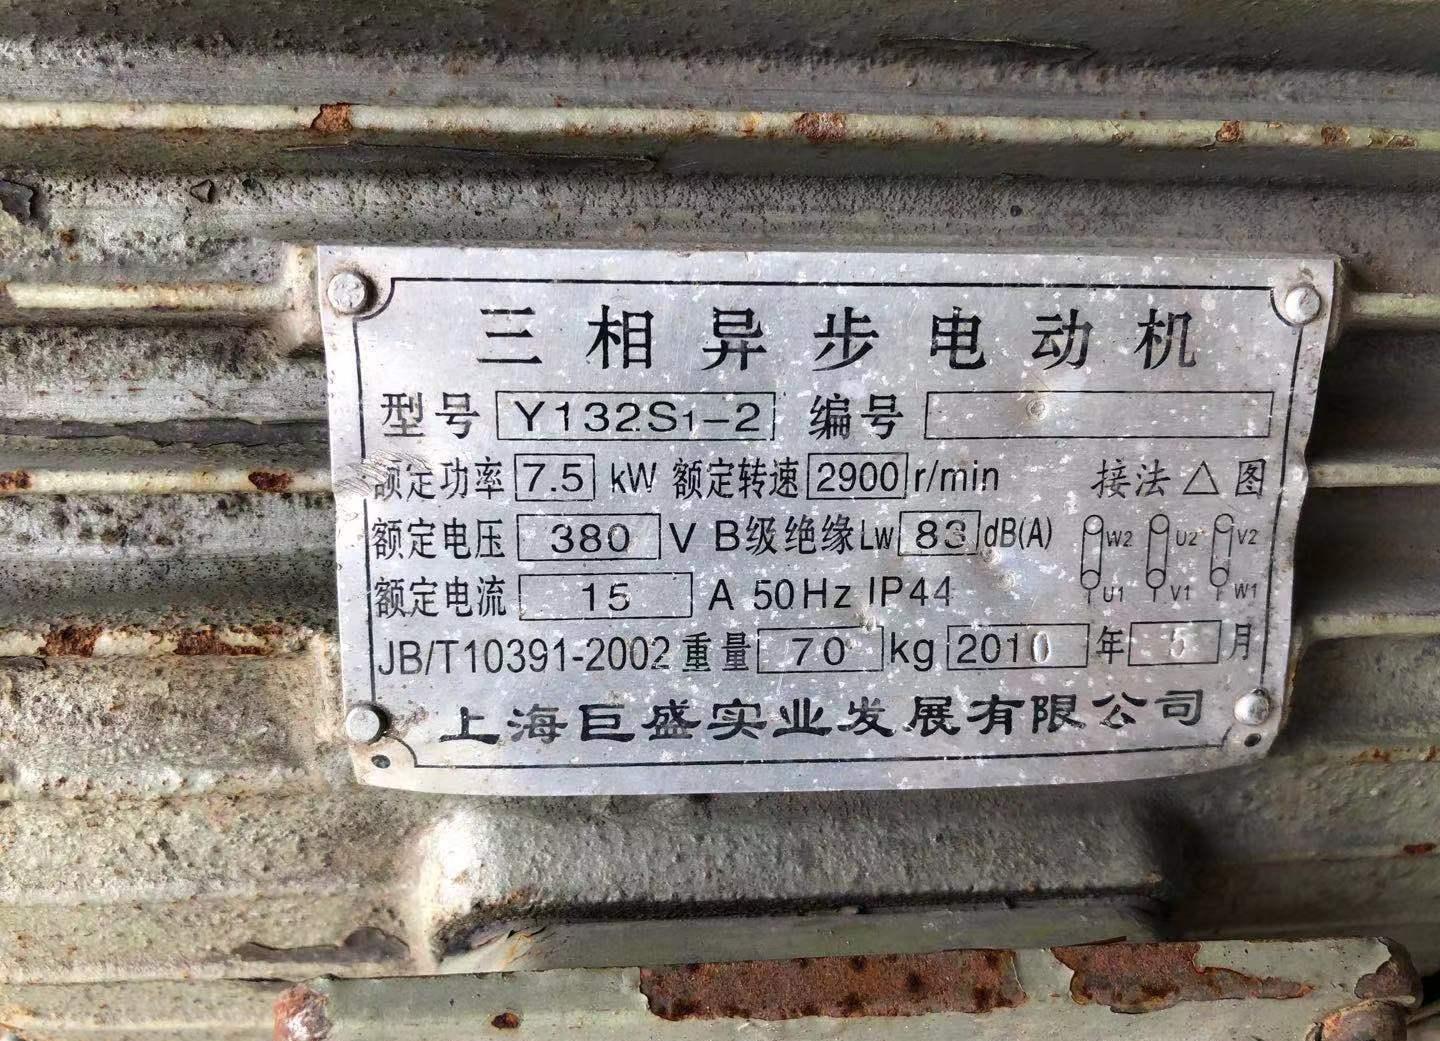 三相异步电动机
型号 Y132S1-2 编号
额定功率 7.5 kW 额定转速 2900 r/min 接法 △ 图
额定电压 380 V B级绝缘 Lw 83 dB(A)
W2 U2 V2
U1 V1 W1
额定电流 15 A 50Hz IP44
JB/T10391-2002 重量 70 kg 2010 年 5 月
上海巨盛实业发展有限公司